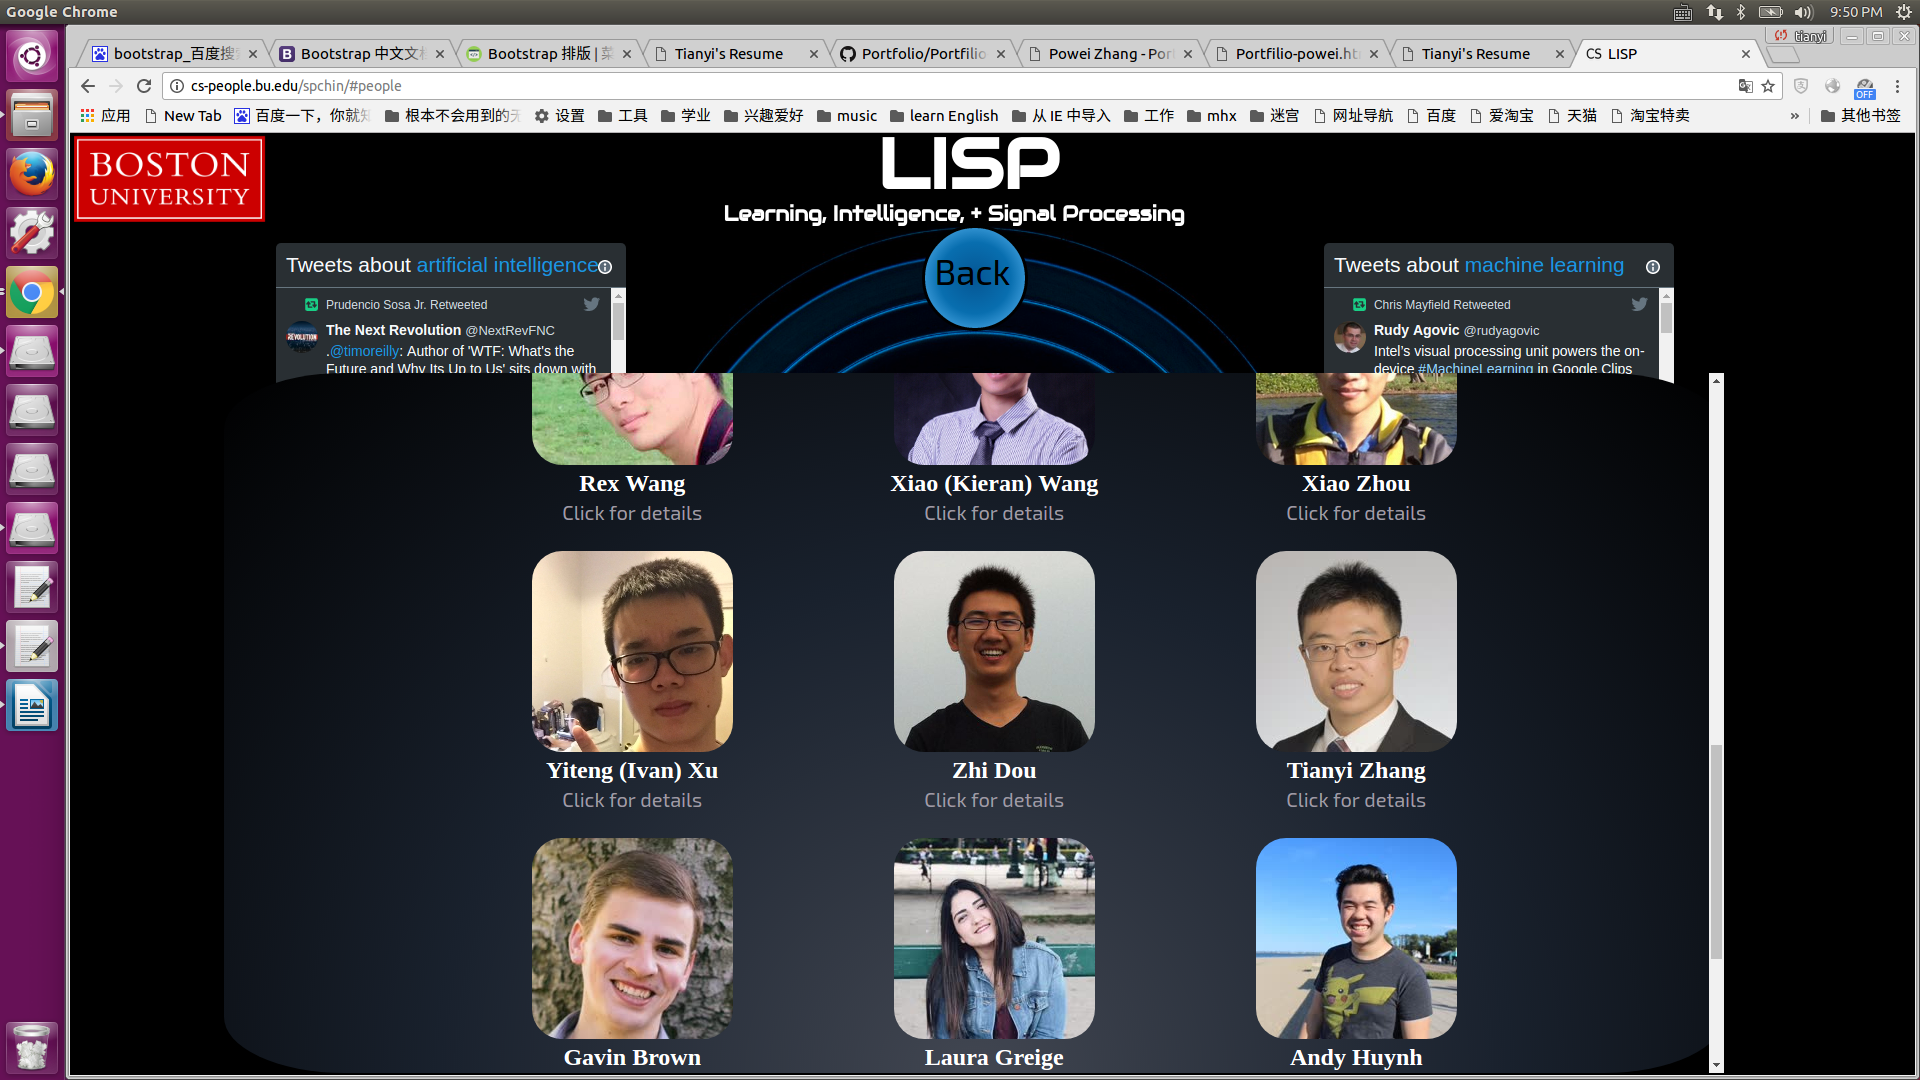 Google Chrome
9:50 PM
bootstrap_百度搜
Bootstrap 中文文档
Bootstrap 排版 | 菜
Tianyi's Resume
Portfolio/Portfilio
Powei Zhang - Por
Portfilio-powei.ht
Tianyi's Resume
CS LISP
tianyi
cs-people.bu.edu/spchin/#people
OFF
应用
New Tab
百度一下，你就知
根本不会用到的
设置
工具
学业
兴趣爱好
music
learn English
从 IE 中导入
工作
mhx
迷宫
网址导航
百度
爱淘宝
天猫
淘宝特卖
»
其他书签
BOSTON
UNIVERSITY
LISP
Learning, Intelligence, + Signal Processing
Back
Tweets about artificial intelligence
Prudencio Sosa Jr. Retweeted
REVOLUTION
The Next Revolution @NextRevFNC
.@timoreilly: Author of 'WTF: What's the
Future and Why Its Up to Us' sits down with
Tweets about machine learning
Chris Mayfield Retweeted
Rudy Agovic @rudyagovic
Intel's visual processing unit powers the on-
device #MachineLearning in Google Clips
Rex Wang
Click for details
Xiao (Kieran) Wang
Click for details
Xiao Zhou
Click for details
Yiteng (Ivan) Xu
Click for details
Zhi Dou
Click for details
Tianyi Zhang
Click for details
Gavin Brown
Laura Greige
Andy Huynh